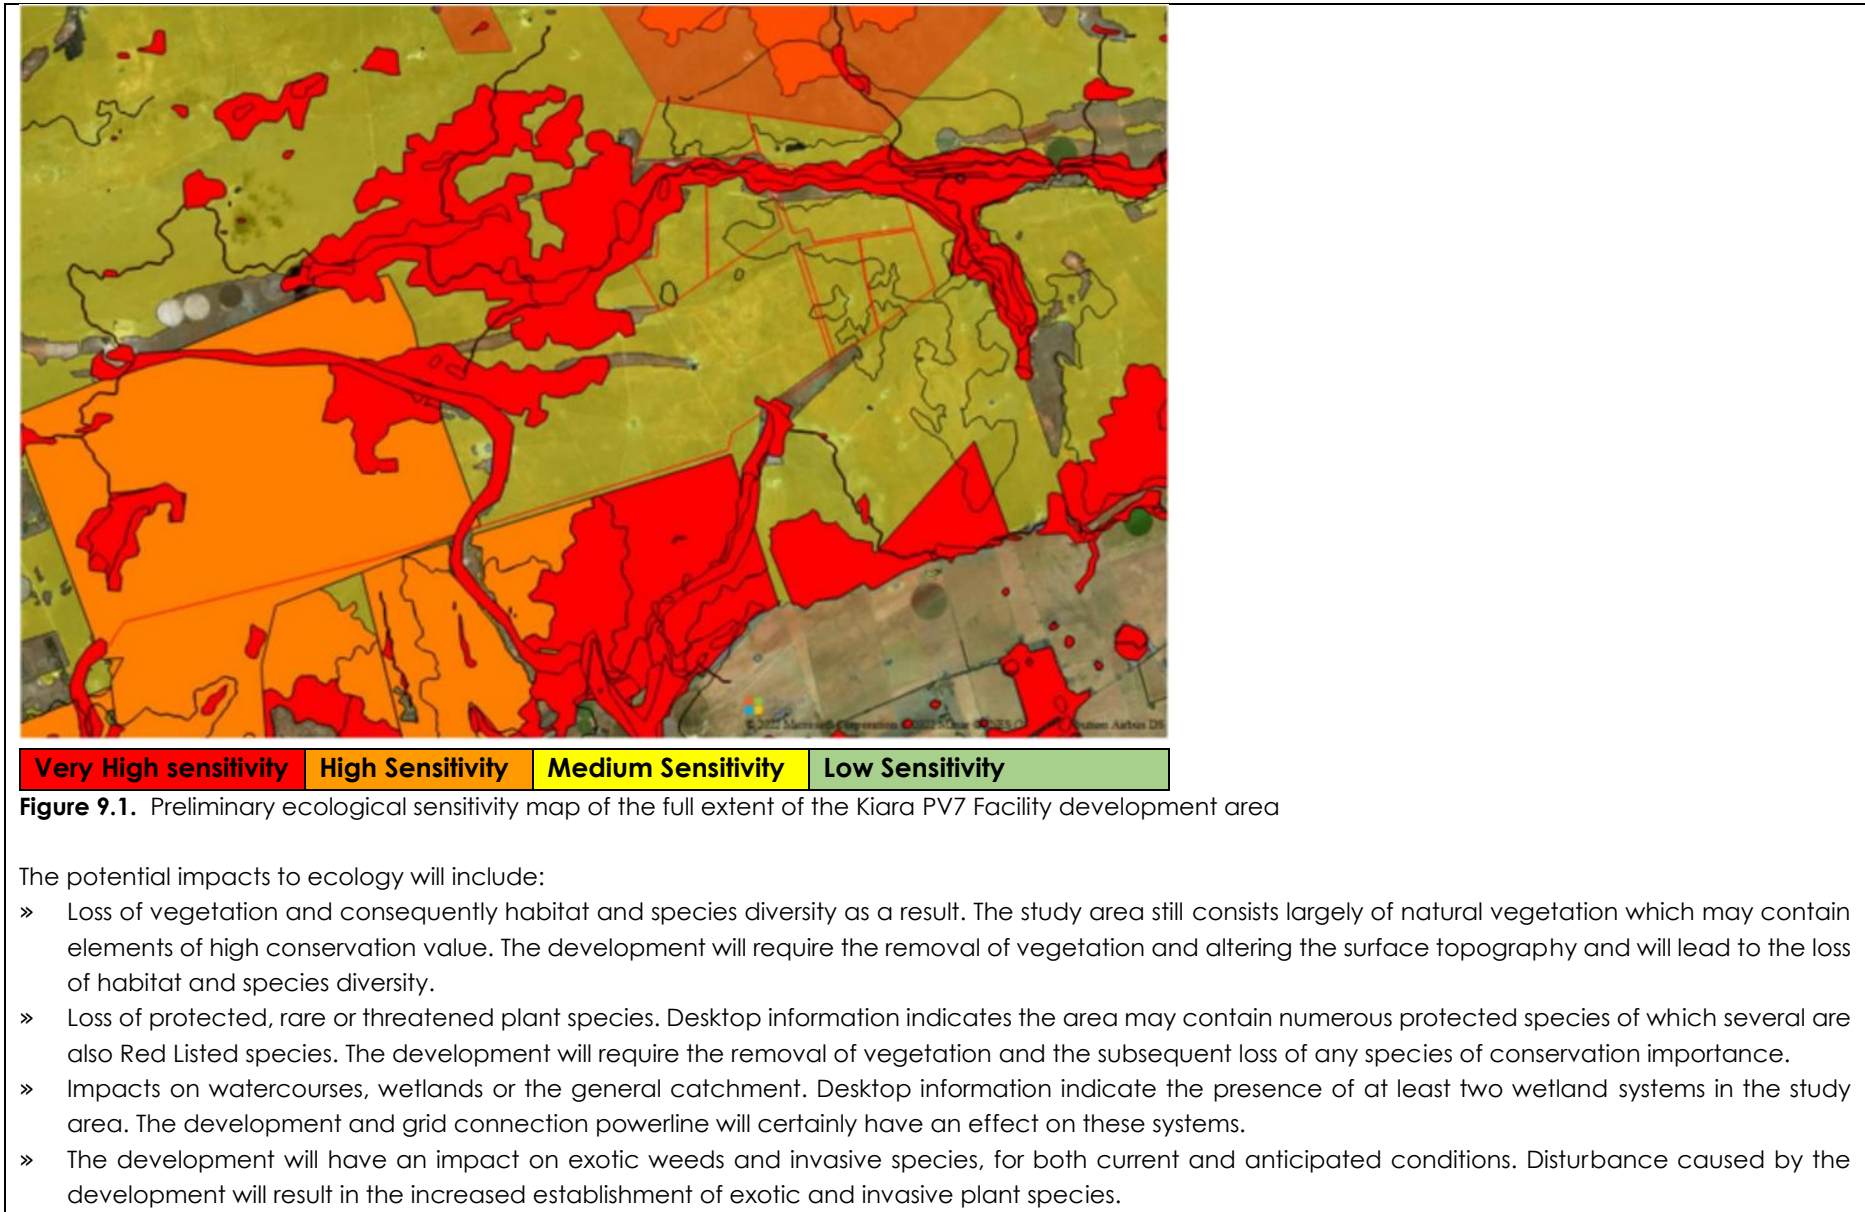 © 2022 Microsoft Corporation © 2022 Maxar © CNES (2022) Distribution Airbus DS
Very High sensitivity High Sensitivity Medium Sensitivity Low Sensitivity
Figure 9.1. Preliminary ecological sensitivity map of the full extent of the Kiara PV7 Facility development area
The potential impacts to ecology will include:
» Loss of vegetation and consequently habitat and species diversity as a result. The study area still consists largely of natural vegetation which may contain
elements of high conservation value. The development will require the removal of vegetation and altering the surface topography and will lead to the loss
of habitat and species diversity.
» Loss of protected, rare or threatened plant species. Desktop information indicates the area may contain numerous protected species of which several are
also Red Listed species. The development will require the removal of vegetation and the subsequent loss of any species of conservation importance.
» Impacts on watercourses, wetlands or the general catchment. Desktop information indicate the presence of at least two wetland systems in the study
area. The development and grid connection powerline will certainly have an effect on these systems.
» The development will have an impact on exotic weeds and invasive species, for both current and anticipated conditions. Disturbance caused by the
development will result in the increased establishment of exotic and invasive plant species.